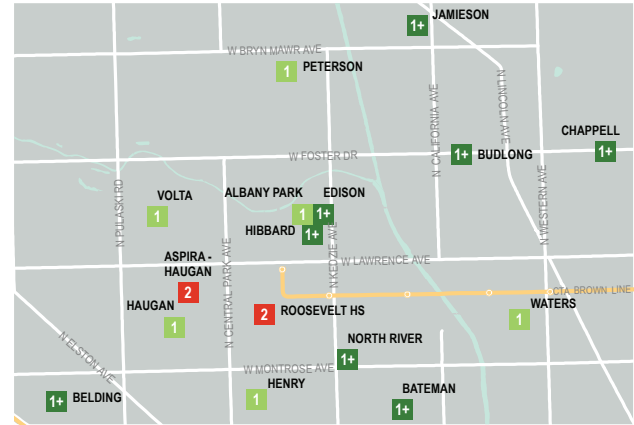 JAMIESON
1+
W BRYN MAWR AVE
1
PETERSON
N LINCOLN AVE
N CALIFORNIA AVE
CHAPPELL
1+
W FOSTER DR
1+
BUDLONG
N PULASKI RD
VOLTA
1
ALBANY PARK
EDISON
1
1+
HIBBARD
1+
N WESTERN AVE
N KEDZIE AVE
N CENTRAL PARK AVE
ASPIRA -
HAUGAN
2
W LAWRENCE AVE
CTA BROWN LINE
HAUGAN
1
2
ROOSEVELT HS
1
WATERS
N ELSTON AVE
NORTH RIVER
1+
W MONTROSE AVE
1
HENRY
BATEMAN
1+
1+
BELDING